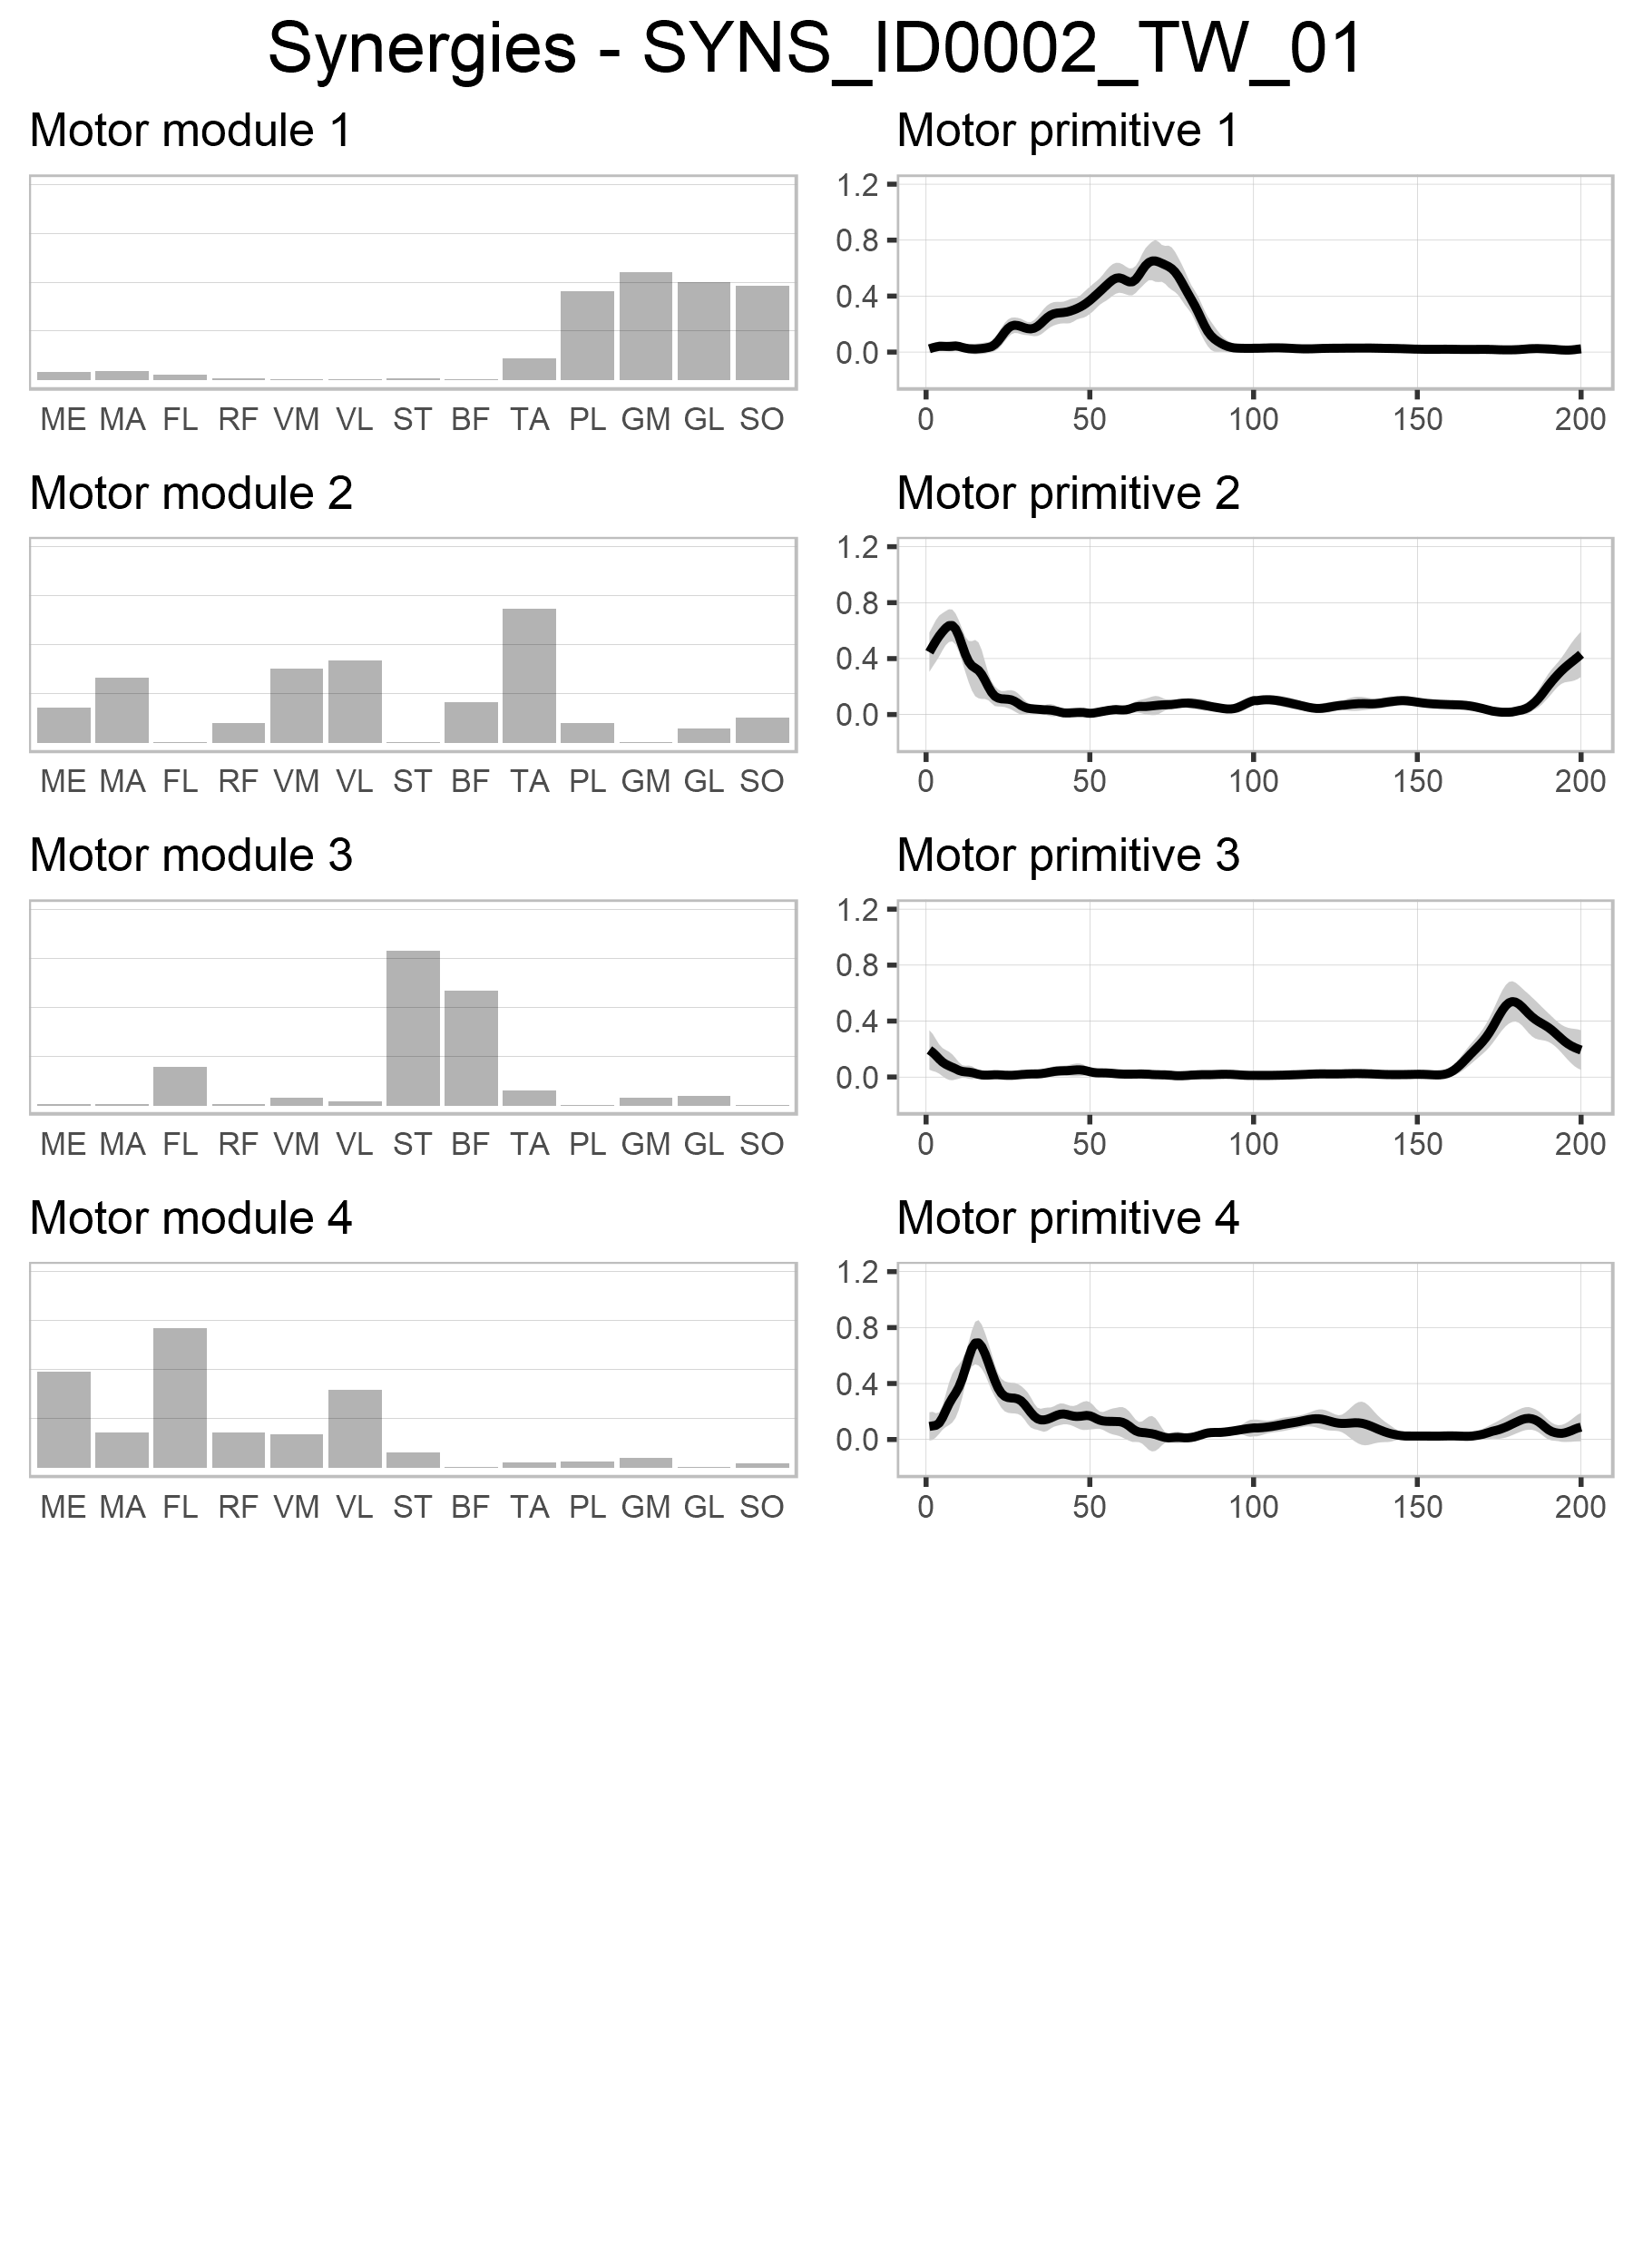 Synergies - SYNS_ID0002_TW_01
Motor module 1
Motor primitive 1
ME MA FL RF VM VL ST BF TA PL GM GL SO
1.2
0.8
0.4
0.0
0 50 100 150 200
Motor module 2
Motor primitive 2
ME MA FL RF VM VL ST BF TA PL GM GL SO
1.2
0.8
0.4
0.0
0 50 100 150 200
Motor module 3
Motor primitive 3
ME MA FL RF VM VL ST BF TA PL GM GL SO
1.2
0.8
0.4
0.0
0 50 100 150 200
Motor module 4
Motor primitive 4
ME MA FL RF VM VL ST BF TA PL GM GL SO
1.2
0.8
0.4
0.0
0 50 100 150 200